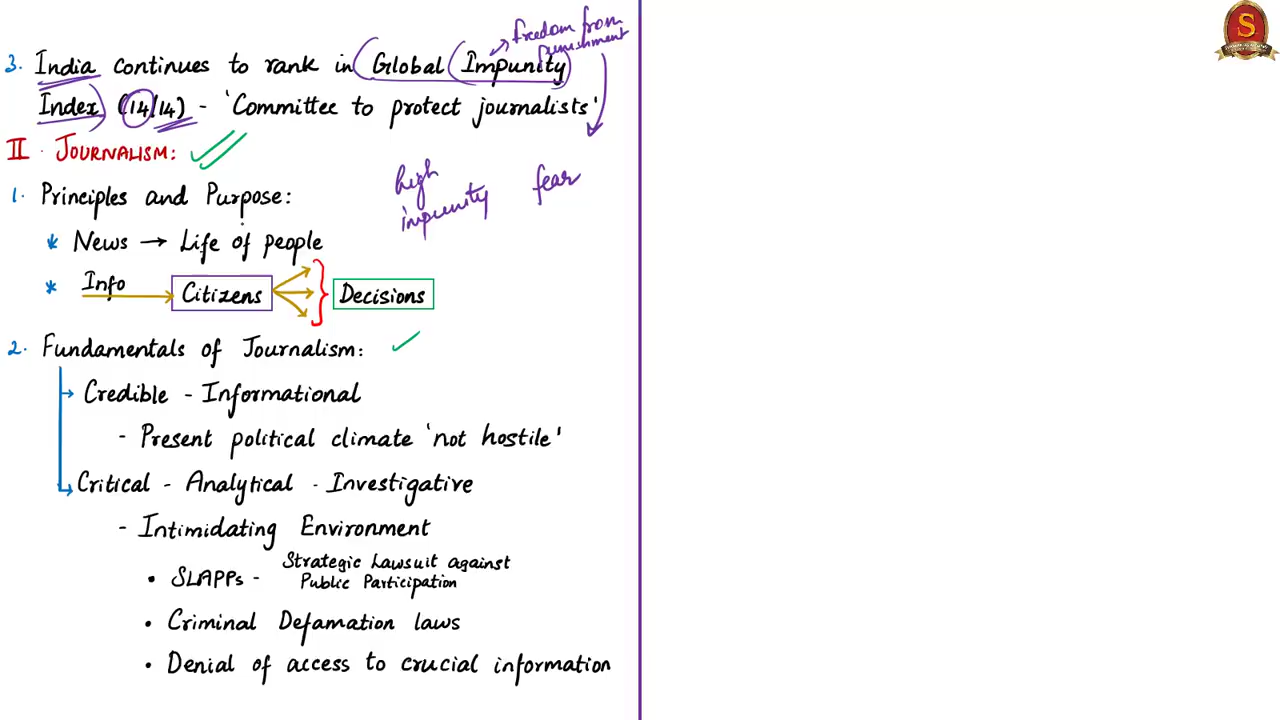 freedom from
punishment
3. India continues to rank in Global Impunity
Index (14/14) - 'Committee to protect journalists'
II. JOURNALISM:
high
impunity
fear
1. Principles and Purpose:
* News → Life of people
* Info → Citizens Decisions
2. Fundamentals of Journalism:
→ Credible - Informational
- Present political climate 'not hostile'
→ Critical - Analytical - Investigative
- Intimidating Environment
• SLAPPs - Strategic Lawsuit against
Public Participation
• Criminal Defamation laws
• Denial of access to crucial information
S